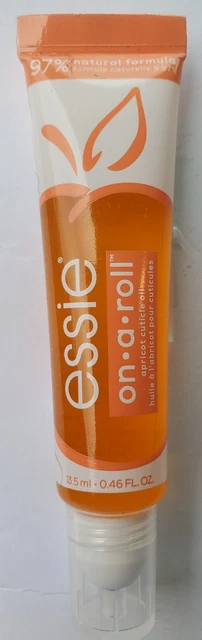 97% natural formula
formule naturelle 97%
essie®
on•a•roll™
apricot cuticle oil
huile à l'abricot pour cuticules
13.5 ml - 0.46 FL. OZ.